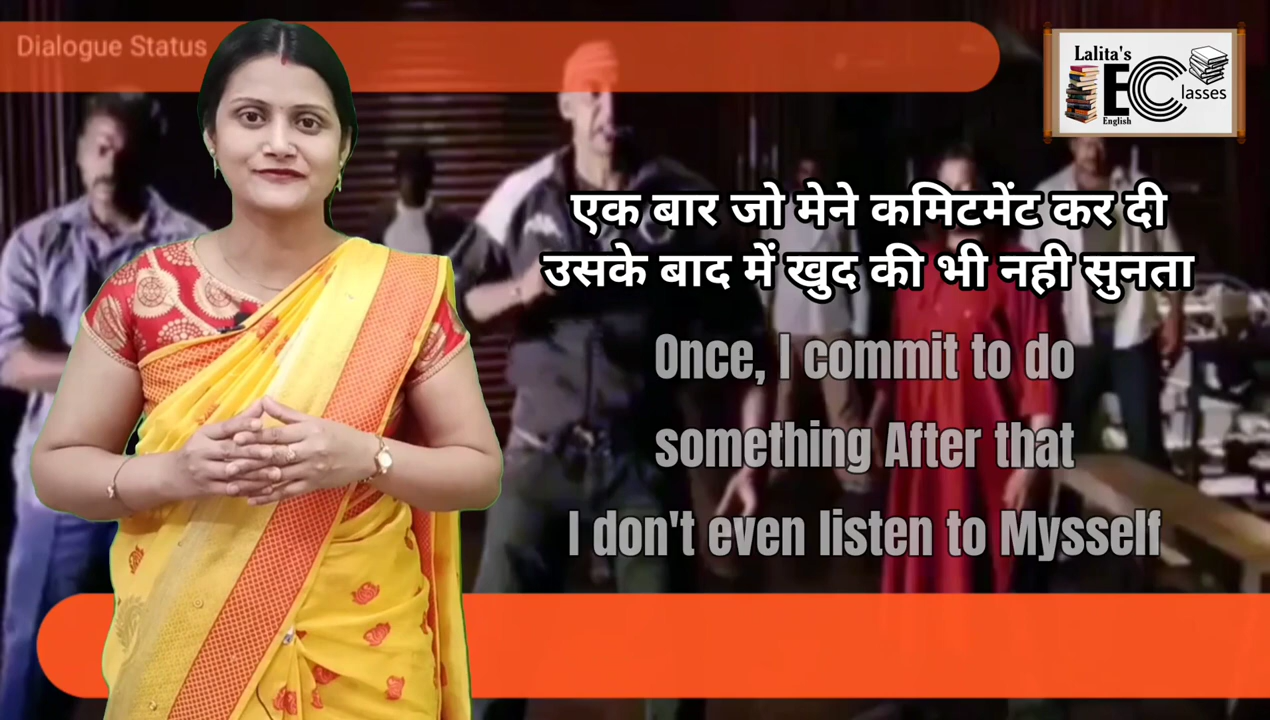 Dialogue Status
Lalita's
EC lasses
English
एक बार जो मेने कमिटमेंट कर दी
उसके बाद में खुद की भी नही सुनता
Once, I commit to do
something After that
I don't even listen to Mysself